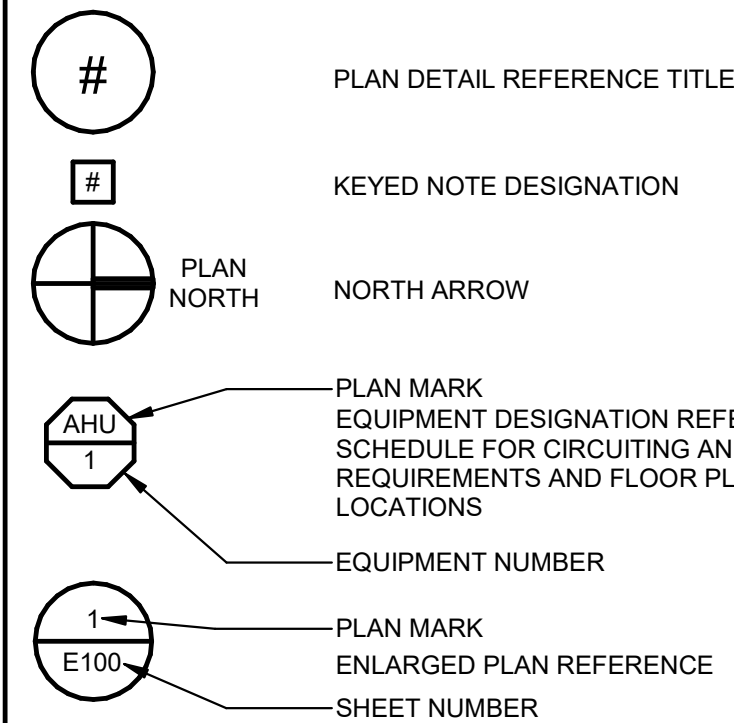 # PLAN DETAIL REFERENCE TITLE
# KEYED NOTE DESIGNATION
PLAN
NORTH
NORTH ARROW
AHU
1
PLAN MARK
EQUIPMENT DESIGNATION
SCHEDULE FOR CIRCUITING
REQUIREMENTS AND FLOOR
LOCATIONS
EQUIPMENT NUMBER
1
E100
PLAN MARK
ENLARGED PLAN REFERENCE
SHEET NUMBER